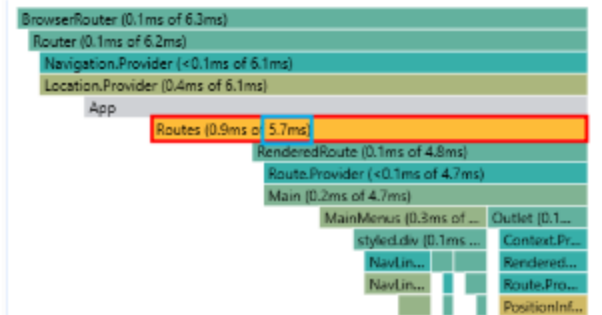 BrowserRouter (0.1ms of 6.3ms)
Router (0.1ms of 6.2ms)
Navigation.Provider (<0.1ms of 6.1ms)
Location.Provider (0.4ms of 6.1ms)
App
Routes (0.9ms o 5.7ms)
RenderedRoute (0.1ms of 4.8ms)
Route.Provider (<0.1ms of 4.7ms)
Main (0.2ms of 4.7ms)
MainMenus (0.3ms of ... Outlet (0.1...
styled.div (0.1ms ... Context.Pr...
NavLin... Rendered...
NavLin... Route.Pro...
PositionInf...